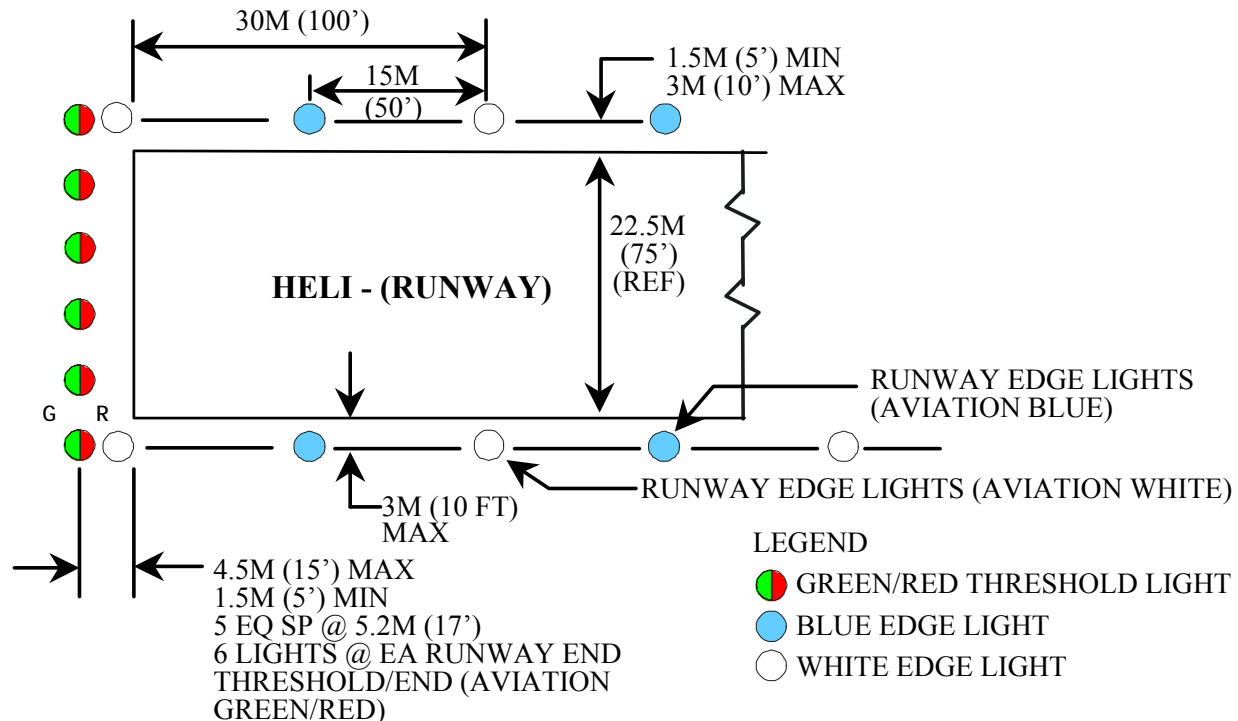 30M (100’)
15M
(50’)
1.5M (5’) MIN
3M (10’) MAX
22.5M
(75’)
(REF)
HELI - (RUNWAY)
RUNWAY EDGE LIGHTS
(AVIATION BLUE)
G R
RUNWAY EDGE LIGHTS (AVIATION WHITE)
3M (10 FT)
MAX
4.5M (15’) MAX
1.5M (5’) MIN
5 EQ SP @ 5.2M (17’)
6 LIGHTS @ EA RUNWAY END
THRESHOLD/END (AVIATION
GREEN/RED)
LEGEND
GREEN/RED THRESHOLD LIGHT
BLUE EDGE LIGHT
WHITE EDGE LIGHT